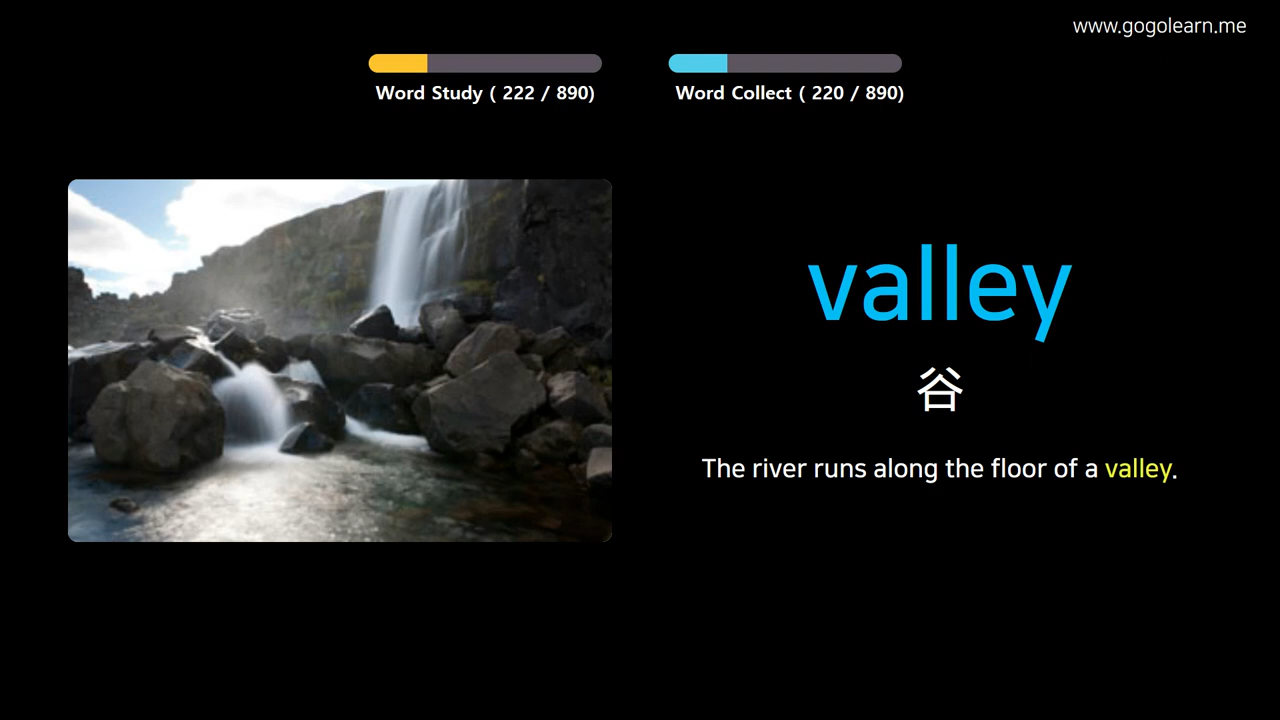 www.gogolearn.me
Word Study ( 222 / 890)
Word Collect ( 220 / 890)
valley
谷
The river runs along the floor of a valley.